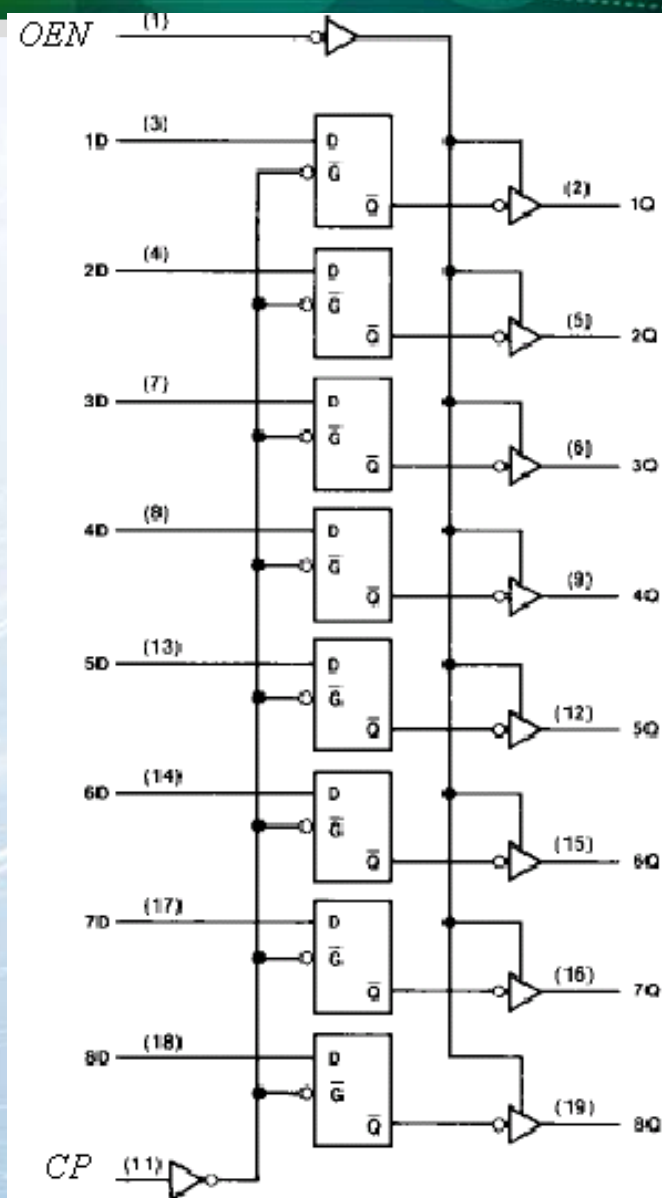 OEN (1)
1D (3) D
G̅
Q̅ (2) 1Q
2D (4) D
G̅
Q̅ (5) 2Q
3D (7) D
G̅
Q̅ (6) 3Q
4D (8) D
G̅
Q̅ (9) 4Q
5D (13) D
G̅
Q̅ (12) 5Q
6D (14) D
G̅
Q̅ (15) 6Q
7D (17) D
G̅
Q̅ (16) 7Q
8D (18) D
G̅
Q̅ (19) 8Q
CP (11)